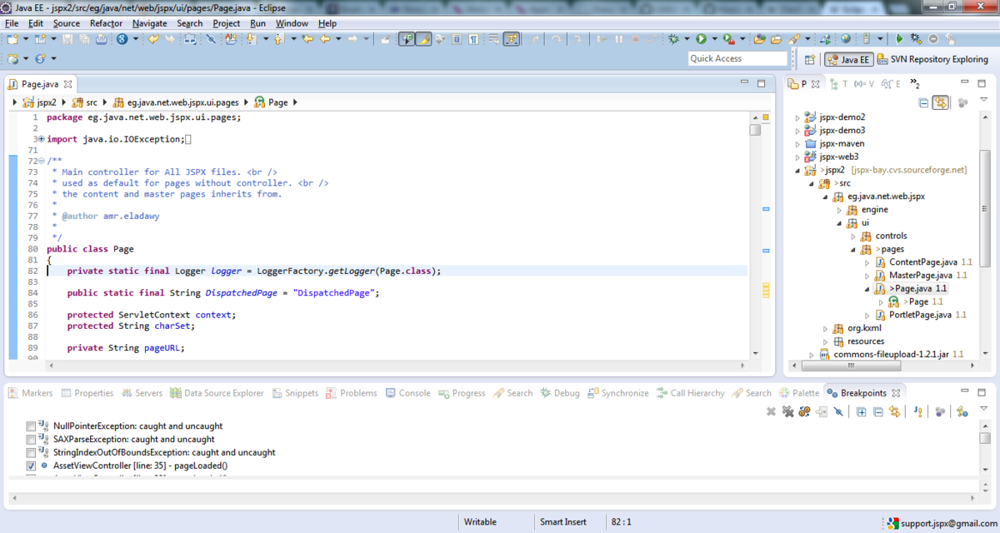 Java EE - jspx2/src/eg/java/net/web/jspx/ui/pages/Page.java - Eclipse
File Edit Source Refactor Navigate Search Project Run Window Help
Quick Access
Java EE
SVN Repository Exploring
Page.java
jspx2 src eg.java.net.web.jspx.ui.pages Page
1 package eg.java.net.web.jspx.ui.pages;
2
3 import java.io.IOException;
71
72 /**
73 * Main controller for All JSPX files. <br />
74 * used as default for pages without controller. <br />
75 * the content and master pages inherits from.
76 *
77 * @author amr.eladawy
78 *
79 */
80 public class Page
81 {
82 private static final Logger logger = LoggerFactory.getLogger(Page.class);
83
84 public static final String DispatchedPage = "DispatchedPage";
85
86 protected ServletContext context;
87 protected String charSet;
88
89 private String pageURL;
90
P T (x)= V E »2
jspx-demo2
jspx-demo3
jspx-maven
jspx-web3
>jspx2 [jspx-bay.cvs.sourceforge.net]
>src
eg.java.net.web.jspx
engine
ui
controls
>pages
ContentPage.java 1.1
MasterPage.java 1.1
>Page.java 1.1
>Page 1.1
PortletPage.java 1.1
org.kxml
resources
commons-fileupload-1.2.1.jar 1.1
Markers Properties Servers Data Source Explorer Snippets Problems Console Progress Search Debug Synchronize Call Hierarchy Search Palette Breakpoints
NullPointerException: caught and uncaught
SAXParseException: caught and uncaught
StringIndexOutOfBoundsException: caught and uncaught
AssetViewController [line: 35] - pageLoaded()
Writable
Smart Insert
82 : 1
support.jspx@gmail.com